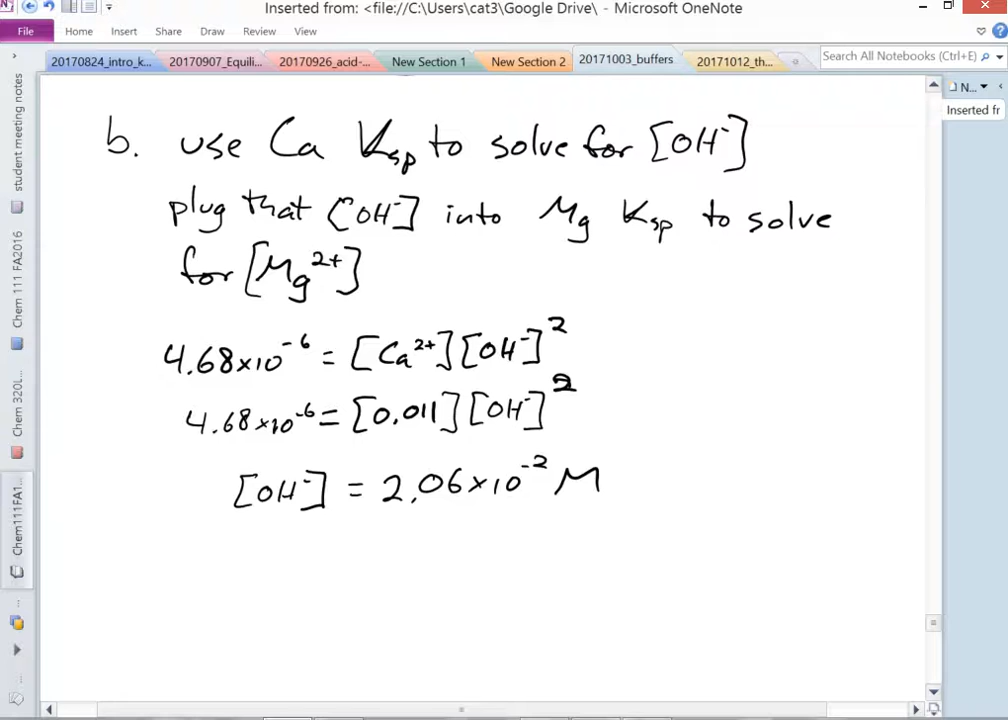 Inserted from: <file://C:\Users\cat3\Google Drive\ - Microsoft OneNote
File Home Insert Share Draw Review View
20170824_intro_k... 20170907_Equili... 20170926_acid-... New Section 1 New Section 2 20171003_buffers 20171012_th... Search All Notebooks (Ctrl+E)
N...
Inserted fr
student meeting notes
Chem 111 FA2016
Chem 320L
Chem111FA1
b. use Ca Ksp to solve for [OH⁻]
plug that [OH⁻] into Mg Ksp to solve
for [Mg²⁺]
4.68×10⁻⁶ = [Ca²⁺][OH⁻]²
4.68×10⁻⁶ = [0.011][OH⁻]²
[OH⁻] = 2.06×10⁻² M